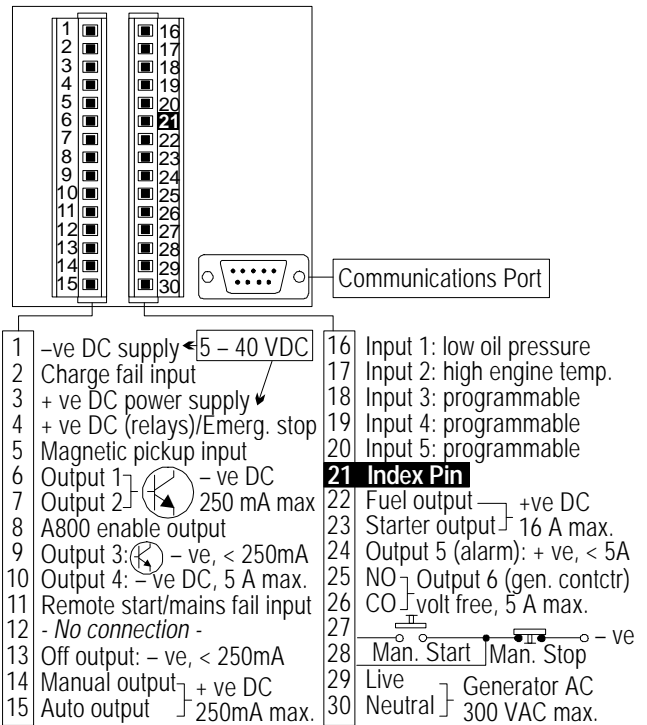 1 16
2 17
3 18
4 19
5 20
6 21
7 22
8 23
9 24
10 25
11 26
12 27
13 28
14 29
15 30
Communications Port
1 –ve DC supply 5 – 40 VDC
2 Charge fail input
3 + ve DC power supply
4 + ve DC (relays)/Emerg. stop
5 Magnetic pickup input
6 Output 1 – ve DC
7 Output 2 250 mA max
8 A800 enable output
9 Output 3: – ve, < 250mA
10 Output 4: – ve DC, 5 A max.
11 Remote start/mains fail input
12 - No connection -
13 Off output: – ve, < 250mA
14 Manual output + ve DC
15 Auto output 250mA max.
16 Input 1: low oil pressure
17 Input 2: high engine temp.
18 Input 3: programmable
19 Input 4: programmable
20 Input 5: programmable
21 Index Pin
22 Fuel output +ve DC
23 Starter output 16 A max.
24 Output 5 (alarm): + ve, < 5A
25 NO Output 6 (gen. contctr)
26 CO volt free, 5 A max.
27 – ve
28 Man. Start Man. Stop
29 Live Generator AC
30 Neutral 300 VAC max.